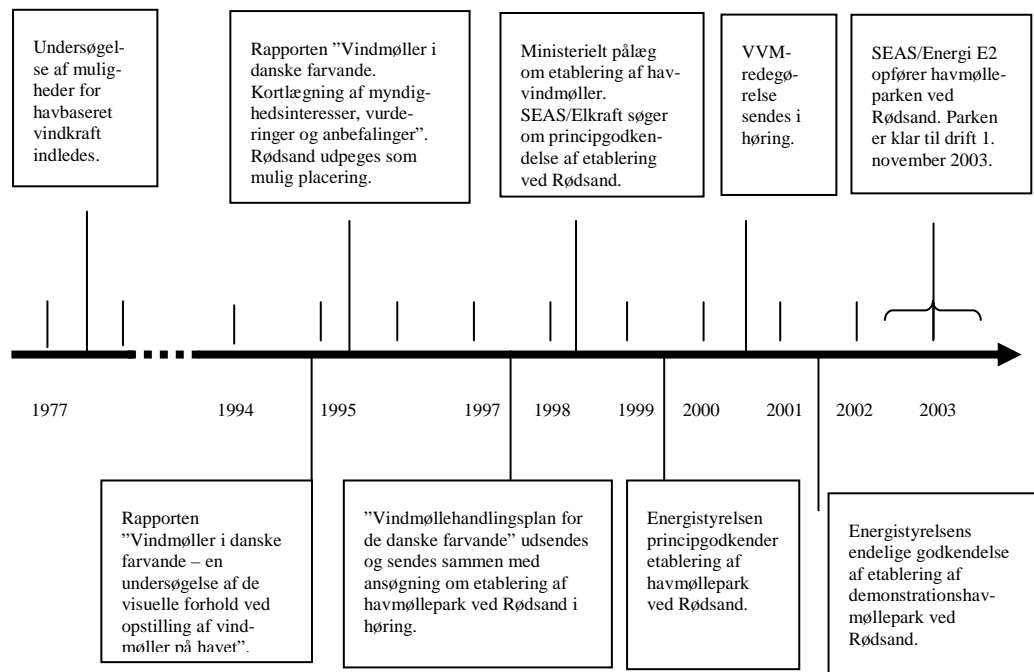 Undersøgel-
se af mulig-
heder for
havbaseret
vindkraft
indledes.
Rapporten ”Vindmøller i
danske farvande.
Kortlægning af myndig-
hedsinteresser, vurde-
ringer og anbefalinger”.
Rødsand udpeges som
mulig placering.
Ministerielt pålæg
om etablering af hav-
vindmøller.
SEAS/Elkraft søger
om principgodken-
delse af etablering
ved Rødsand.
VVM-
redegø-
relse
sendes i
høring.
SEAS/Energi E2
opfører havmølle-
parken ved
Rødsand. Parken
er klar til drift 1.
november 2003.
1977
1994
1995
1997
1998
1999
2000
2001
2002
2003
Rapporten
”Vindmøller i danske
farvande – en
undersøgelse af de
visuelle forhold ved
opstilling af vind-
møller på havet”.
”Vindmøllehandlingsplan for
de danske farvande” udsendes
og sendes sammen med
ansøgning om etablering af
havmøllepark ved Rødsand i
høring.
Energistyrelsen
principgodkender
etablering af
havmøllepark
ved Rødsand.
Energistyrelsens
endelige godkendelse
af etablering af
demonstrationshav-
møllepark ved
Rødsand.